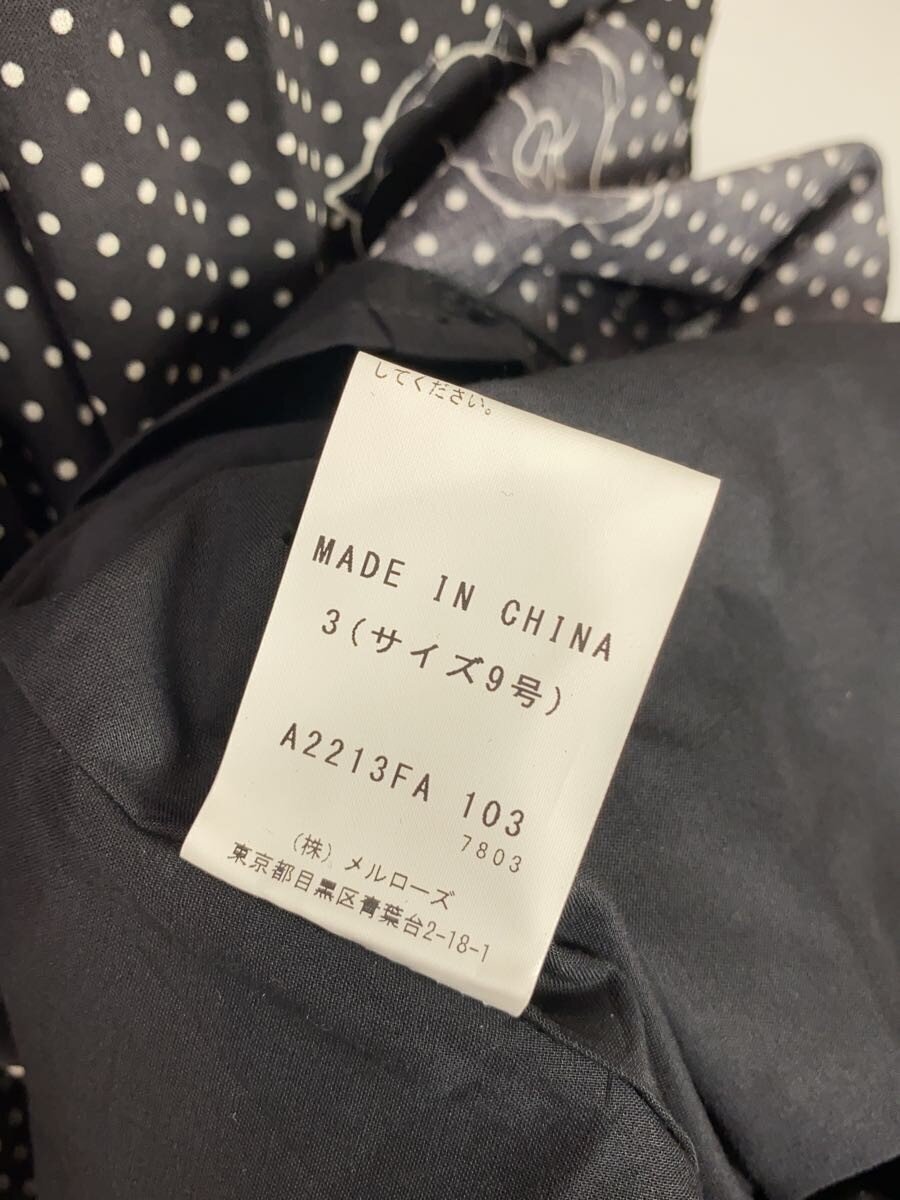 してください。
MADE IN CHINA
3(サイズ9号)
A2213FA 103
7803
(株) メルローズ
東京都目黒区青葉台2-18-1